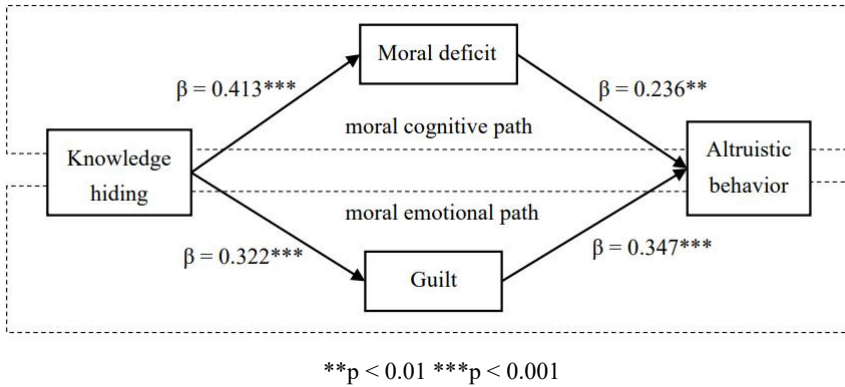 Moral deficit
β = 0.413***
β = 0.236**
moral cognitive path
Knowledge
hiding
Altruistic
behavior
moral emotional path
β = 0.322***
β = 0.347***
Guilt
**p < 0.01 ***p < 0.001